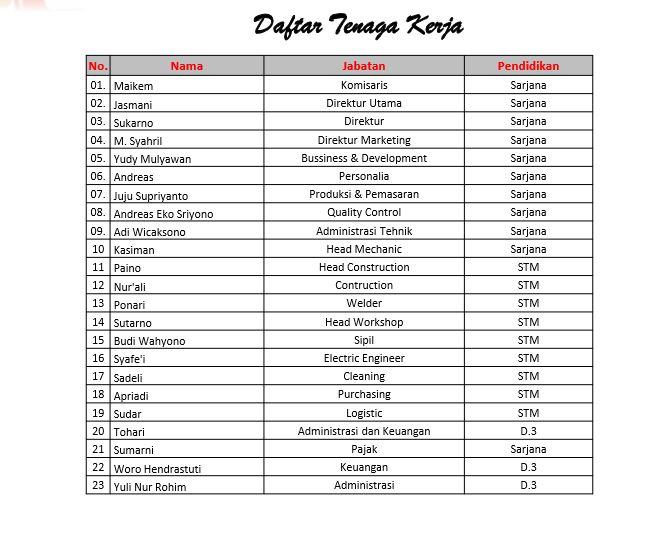 Daftar Tenaga Kerja
No. Nama Jabatan Pendidikan
01. Maikem Komisaris Sarjana
02. Jasmani Direktur Utama Sarjana
03. Sukarno Direktur Sarjana
04. M. Syahril Direktur Marketing Sarjana
05. Yudy Mulyawan Bussiness & Development Sarjana
06. Andreas Personalia Sarjana
07. Juju Supriyanto Produksi & Pemasaran Sarjana
08. Andreas Eko Sriyono Quality Control Sarjana
09. Adi Wicaksono Administrasi Tehnik Sarjana
10 Kasiman Head Mechanic Sarjana
11 Paino Head Construction STM
12 Nur'ali Contruction STM
13 Ponari Welder STM
14 Sutarno Head Workshop STM
15 Budi Wahyono Sipil STM
16 Syafe'i Electric Engineer STM
17 Sadeli Cleaning STM
18 Apriadi Purchasing STM
19 Sudar Logistic STM
20 Tohari Administrasi dan Keuangan D.3
21 Sumarni Pajak Sarjana
22 Woro Hendrastuti Keuangan D.3
23 Yuli Nur Rohim Administrasi D.3